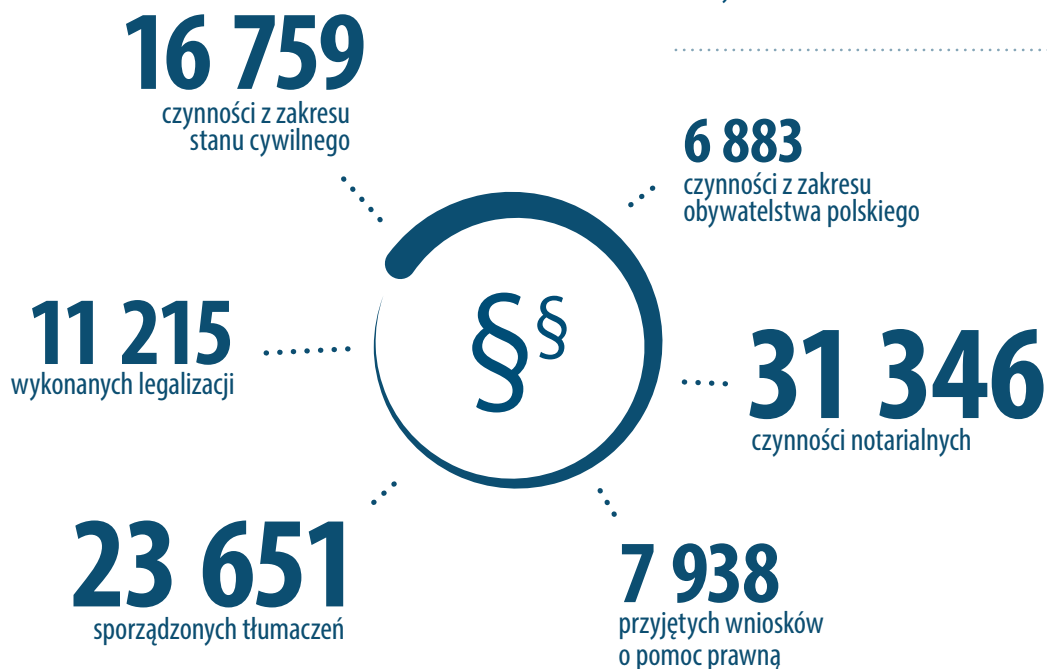 16 759
czynności z zakresu
stanu cywilnego
6 883
czynności z zakresu
obywatelstwa polskiego
§§
11 215
wykonanych legalizacji
31 346
czynności notarialnych
23 651
sporządzonych tłumaczeń
7 938
przyjętych wniosków
o pomoc prawną